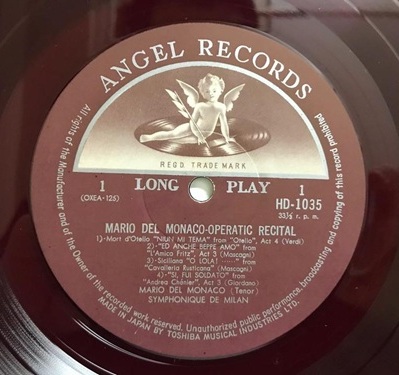 ANGEL RECORDS
REGD. TRADE MARK
1 LONG PLAY 1
(OXEA-125) HD-1035
33⅓ r. p. m.
MARIO DEL MONACO-OPERATIC RECITAL
1)-Mort d'Otello "NIUN MI TEMA" from "Otello", Act 4 (Verdi)
2)-"ED ANCHE BEPPE AMO" from
"L'Amico Fritz", Act 3 (Mascagni)
3)-Siciliana "O LOLA! " from
"Cavalleria Rusticana" (Mascagni)
4)-"SI, FUI SOLDATO" from
"Andrea Chénier", Act 3 (Giordano)
MARIO DEL MONACO (Tenor)
SYMPHONIQUE DE MILAN
All rights of the Manufacturer and of the Owner of the recorded work reserved. Unauthorized public performance, broadcasting and copying of this record prohibited
MADE IN JAPAN BY TOSHIBA MUSICAL INDUSTRIES LTD.